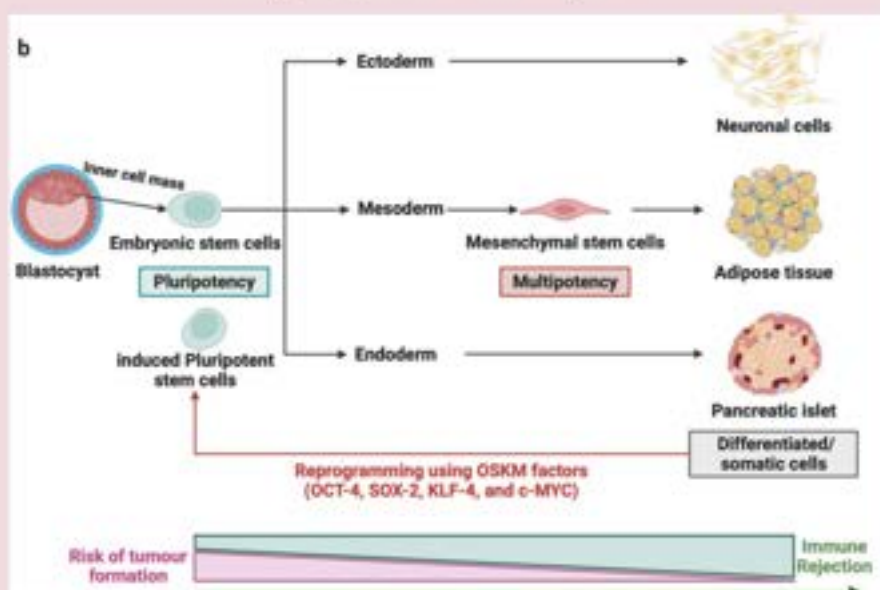 b
Ectoderm
Neuronal cells
Inner cell mass
Mesoderm
Embryonic stem cells
Mesenchymal stem cells
Blastocyst
Adipose tissue
Pluripotency
Multipotency
induced Pluripotent
stem cells
Endoderm
Pancreatic islet
Differentiated/
somatic cells
Reprogramming using OSKM factors
(OCT-4, SOX-2, KLF-4, and c-MYC)
Risk of tumour
formation
Immune
Rejection